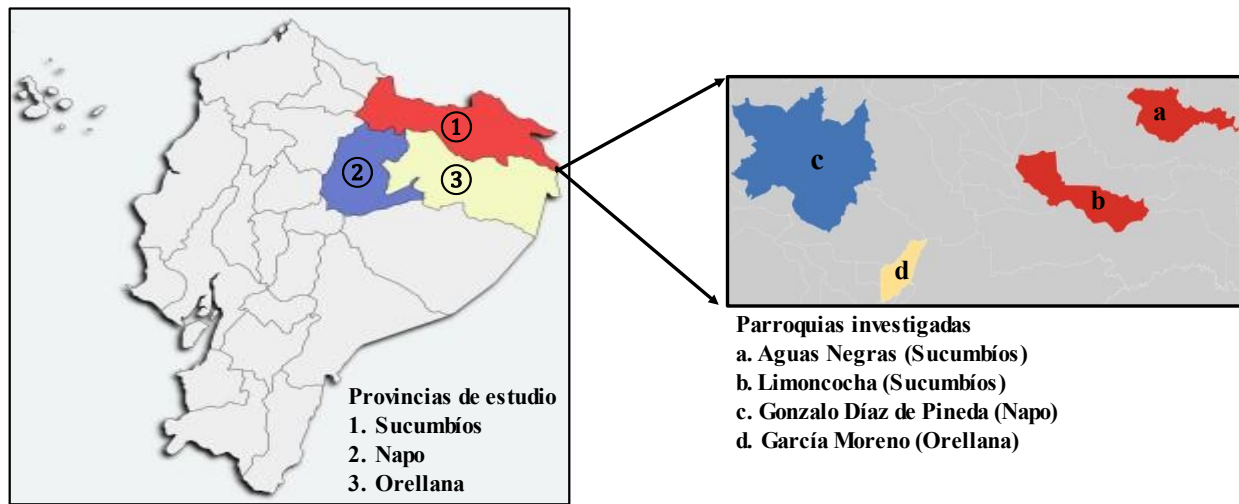 ①
②
③
Provincias de estudio
1. Sucumbíos
2. Napo
3. Orellana
a
c
b
d
Parroquias investigadas
a. Aguas Negras (Sucumbíos)
b. Limoncocha (Sucumbíos)
c. Gonzalo Díaz de Pineda (Napo)
d. García Moreno (Orellana)